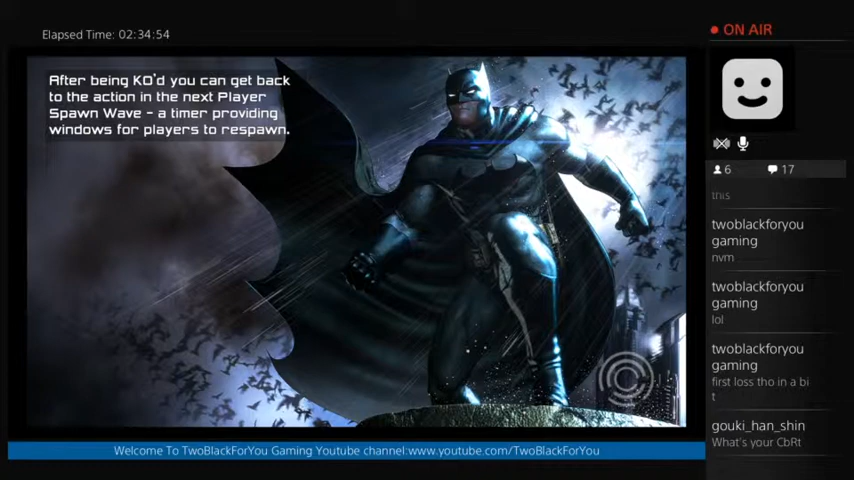 Elapsed Time: 02:34:54
ON AIR
After being KO'd you can get back
to the action in the next Player
Spawn Wave - a timer providing
windows for players to respawn.
6
17
this
twoblackforyou
gaming
nvm
twoblackforyou
gaming
lol
twoblackforyou
gaming
first loss tho in a bi
t
gouki_han_shin
What's your CbRt
Welcome To TwoBlackForYou Gaming Youtube channel:www.youtube.com/TwoBlackForYou